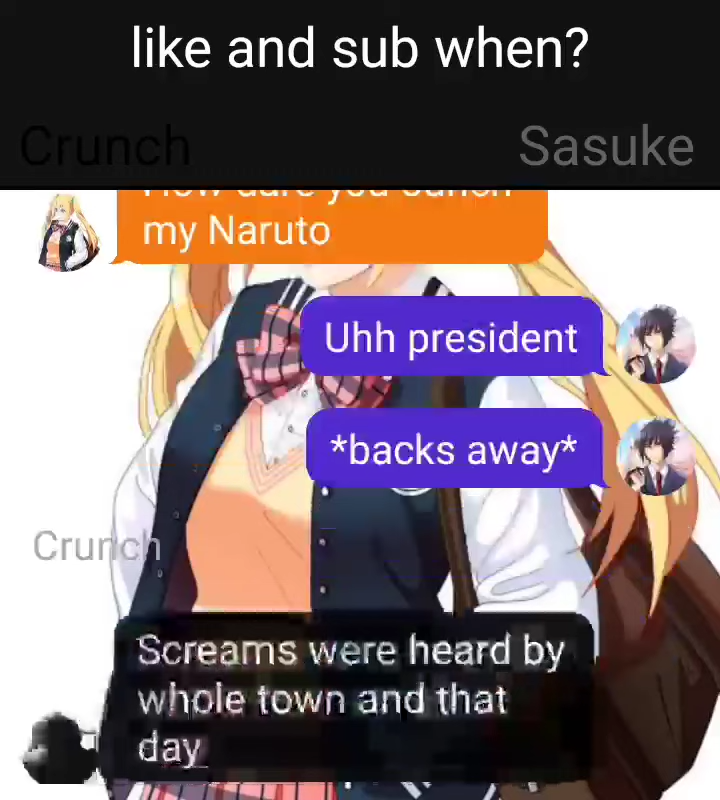 like and sub when?
Crunch
Sasuke
my Naruto
Uhh president
*backs away*
Crunch
Screams were heard by
whole town and that
day